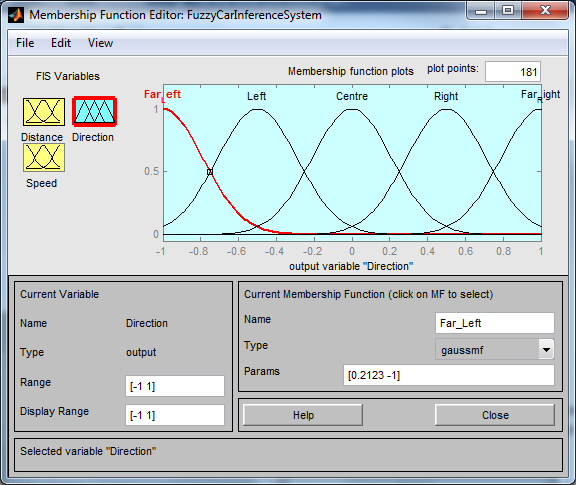 Membership Function Editor: FuzzyCarInferenceSystem
File Edit View
FIS Variables
Membership function plots plot points: 181
Distance Direction
Speed
Far_Left Left Centre Right Far_Right
1
0.5
0
-1 -0.8 -0.6 -0.4 -0.2 0 0.2 0.4 0.6 0.8 1
output variable "Direction"
Current Variable
Name Direction
Type output
Range [-1 1]
Display Range [-1 1]
Current Membership Function (click on MF to select)
Name Far_Left
Type gaussmf
Params [0.2123 -1]
Help Close
Selected variable "Direction"